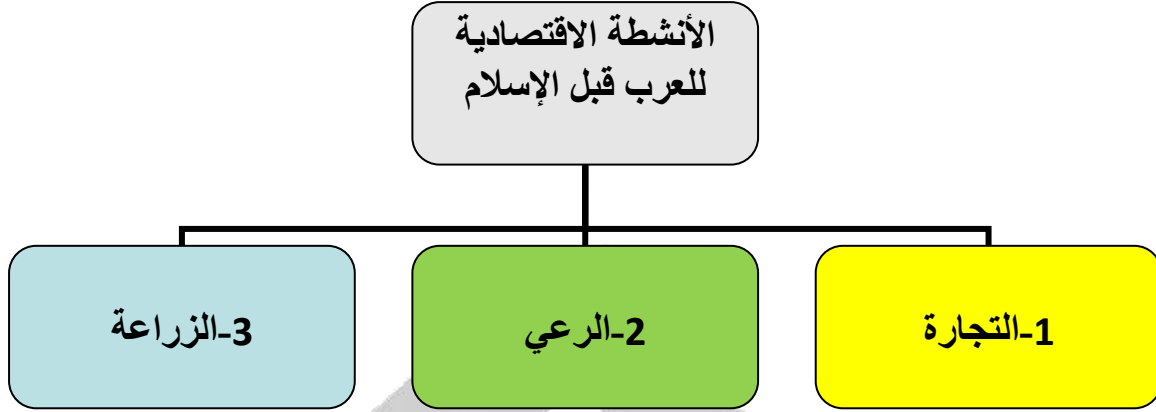 الأنشطة الاقتصادية
للعرب قبل الإسلام
1-التجارة
2-الرعي
3-الزراعة